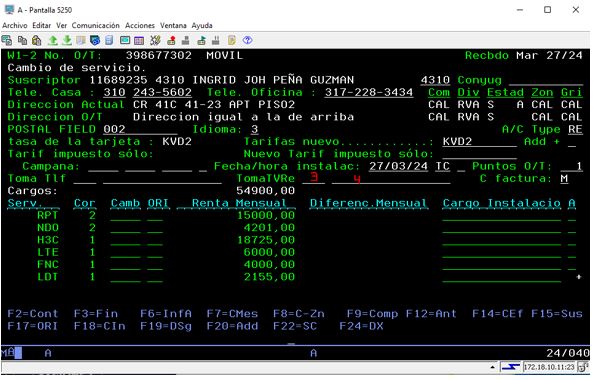 A - Pantalla 5250
Archivo Editar Ver Comunicación Acciones Ventana Ayuda
W1-2 No. O/T: 398677302 MOVIL Recbdo Mar 27/24
Cambio de servicio.
Suscriptor 11689235 4310 INGRID JOH PEÑA GUZMAN 4310 Conyug
Tele. Casa : 310 243-5602 Tele. Oficina : 317-228-3434 Com Div Estad Zon Gri
Direccion Actual CR 41C 41-23 APT PISO2 CAL RVA S A CAL CAL
Direccion O/T Direccion igual a la de arriba CAL RVA S CAL CAL
POSTAL FIELD 002 Idioma: 3 A/C Type RE
tasa de la tarjeta : KVD2 Tarifas nuevo............: KVD2 Add +
Tarif impuesto sólo: Nuevo Tarif impuesto sólo:
Campana: Fecha/hora instalac: 27/03/24 TC Puntos O/T: 1
Toma Tlf TomaTVRe 3 4 C factura: M
Cargos: 54900,00
Serv. Cor Camb ORI Renta Mensual Diferenc.Mensual Cargo Instalacio A
RPT 2 15000,00
NDO 2 4201,00
H3C 1 18725,00
LTE 1 6000,00
FNC 1 4000,00
LDT 1 2155,00 +
F2=Cont F3=Fin F6=InfA F7=CMes F8=C-Zn F9=Comp F12=Ant F14=CEf F15=Sus
F17=ORI F18=CIn F19=DSg F20=Add F22=SC F24=DX
MA A A 24/040
172.18.10.11:23